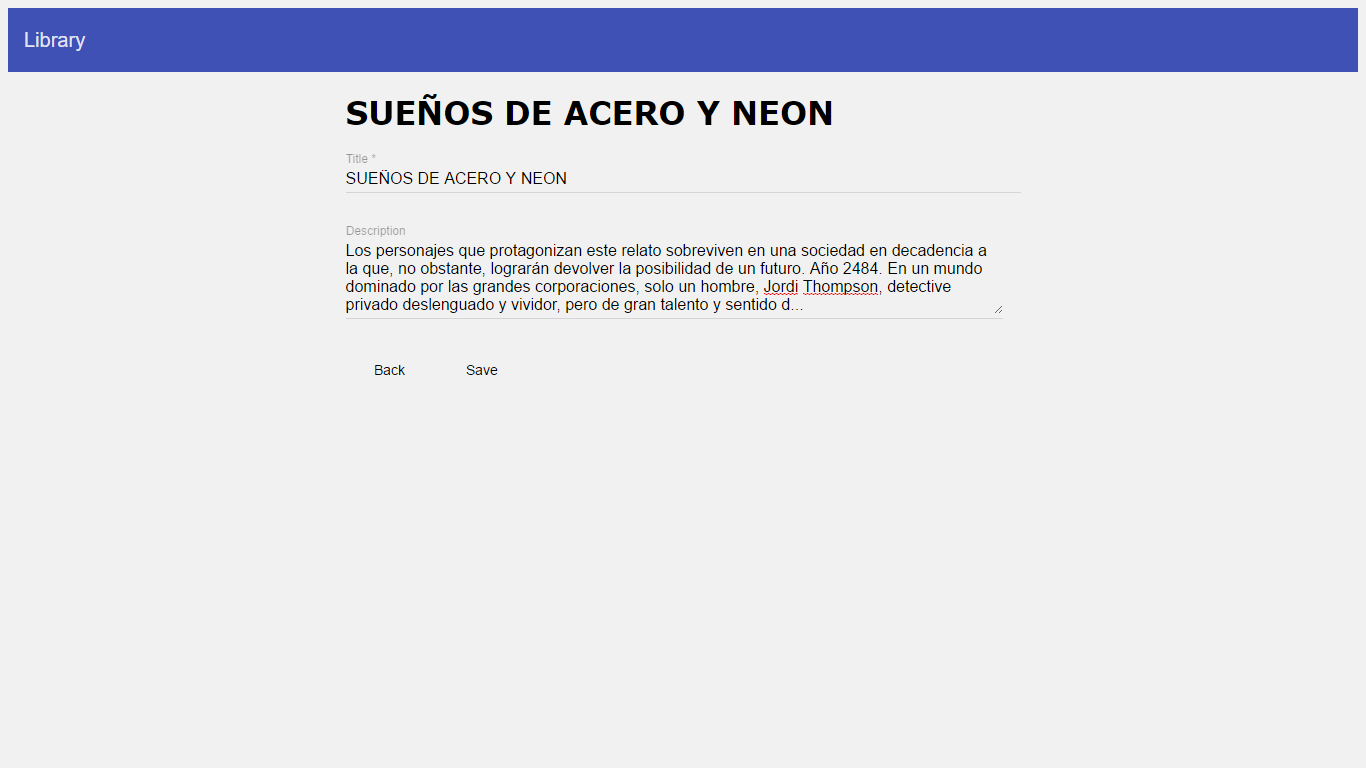 Library
SUEÑOS DE ACERO Y NEON
Title *
SUEÑOS DE ACERO Y NEON
Description
Los personajes que protagonizan este relato sobreviven en una sociedad en decadencia a
la que, no obstante, lograrán devolver la posibilidad de un futuro. Año 2484. En un mundo
dominado por las grandes corporaciones, solo un hombre, Jordi Thompson, detective
privado deslenguado y vividor, pero de gran talento y sentido d...
Back Save